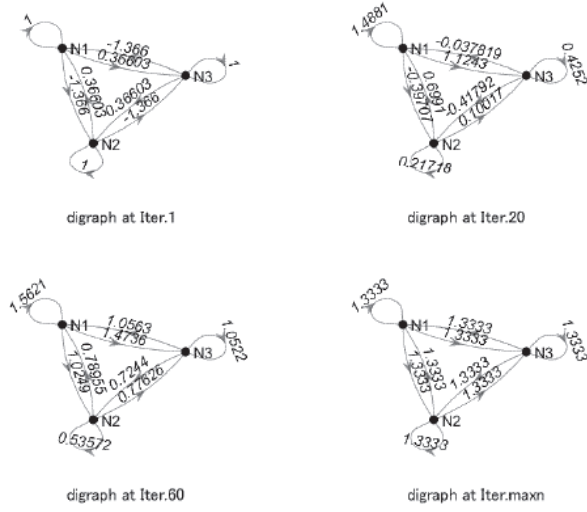 1
N1
-1.366
0.36603
N3
1
0.36603
-1.366
0.36603
-1.366
N2
1
digraph at Iter.1
1.4681
N1
-0.037819
1.1243
N3
0.4252
0.6991
-0.39707
-0.41792
0.10017
N2
0.21718
digraph at Iter.20
1.5621
N1
1.0563
1.4736
N3
1.0522
0.78955
1.0249
0.7244
0.77626
N2
0.53572
digraph at Iter.60
1.3333
N1
1.3333
1.3333
N3
1.3333
1.3333
1.3333
1.3333
1.3333
N2
1.3333
digraph at Iter.maxn